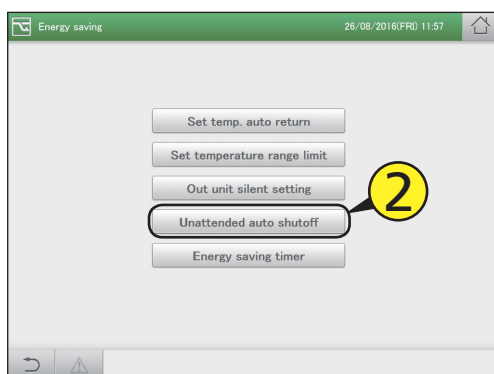 Energy saving 26/08/2016(FRI) 11:57
Set temp. auto return
Set temperature range limit
Out unit silent setting
Unattended auto shutoff
2
Energy saving timer